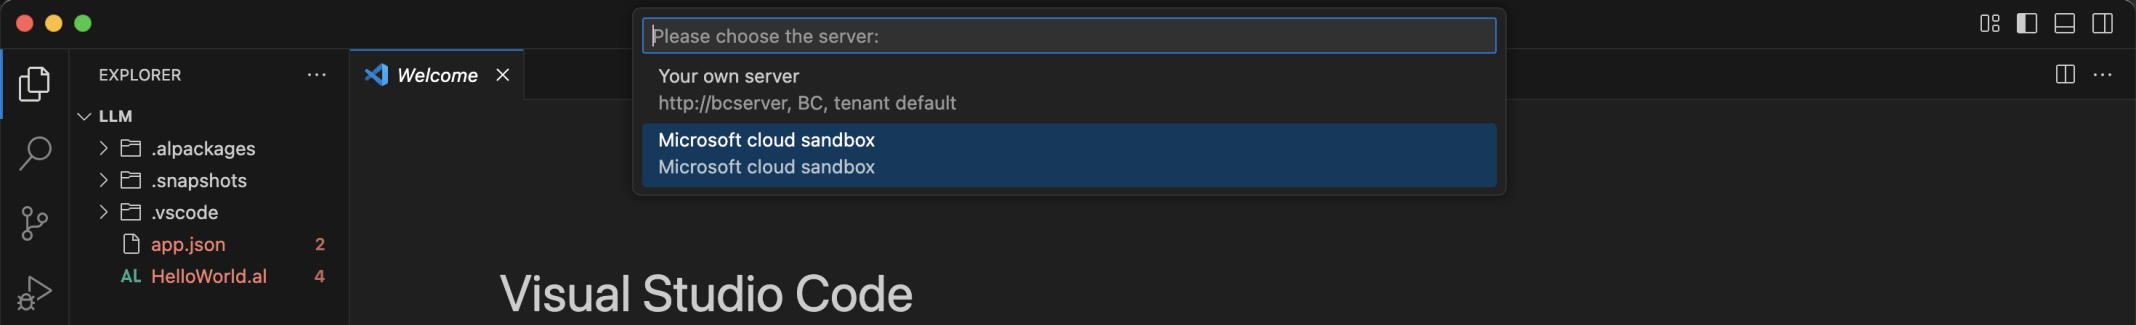 Please choose the server:
Your own server
http://bcserver, BC, tenant default
Microsoft cloud sandbox
Microsoft cloud sandbox
EXPLORER
Welcome
LLM
.alpackages
.snapshots
.vscode
app.json 2
AL HelloWorld.al 4
Visual Studio Code